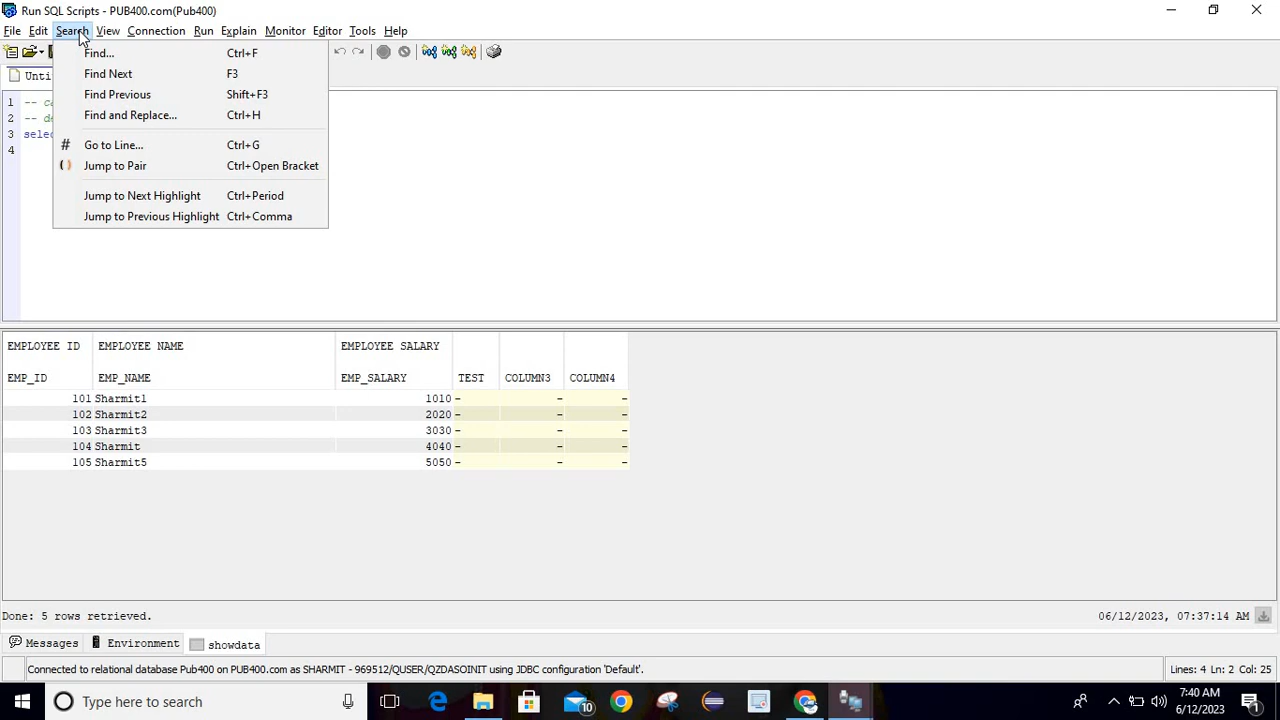 Run SQL Scripts - PUB400.com(Pub400)
File Edit Search View Connection Run Explain Monitor Editor Tools Help
Find... Ctrl+F
Find Next F3
Find Previous Shift+F3
Find and Replace... Ctrl+H
# Go to Line... Ctrl+G
Jump to Pair Ctrl+Open Bracket
Jump to Next Highlight Ctrl+Period
Jump to Previous Highlight Ctrl+Comma
1
2
3
4
EMPLOYEE ID EMPLOYEE NAME EMPLOYEE SALARY
EMP_ID EMP_NAME EMP_SALARY TEST COLUMN3 COLUMN4
101 Sharmit1 1010 - - -
102 Sharmit2 2020 - - -
103 Sharmit3 3030 - - -
104 Sharmit 4040 - - -
105 Sharmit5 5050 - - -
Done: 5 rows retrieved. 06/12/2023, 07:37:14 AM
Messages Environment showdata
Connected to relational database Pub400 on PUB400.com as SHARMIT - 969512/QUSER/QZDASOINIT using JDBC configuration 'Default'. Lines: 4 Ln: 2 Col: 25
Type here to search 10 7:40 AM
6/12/2023 1